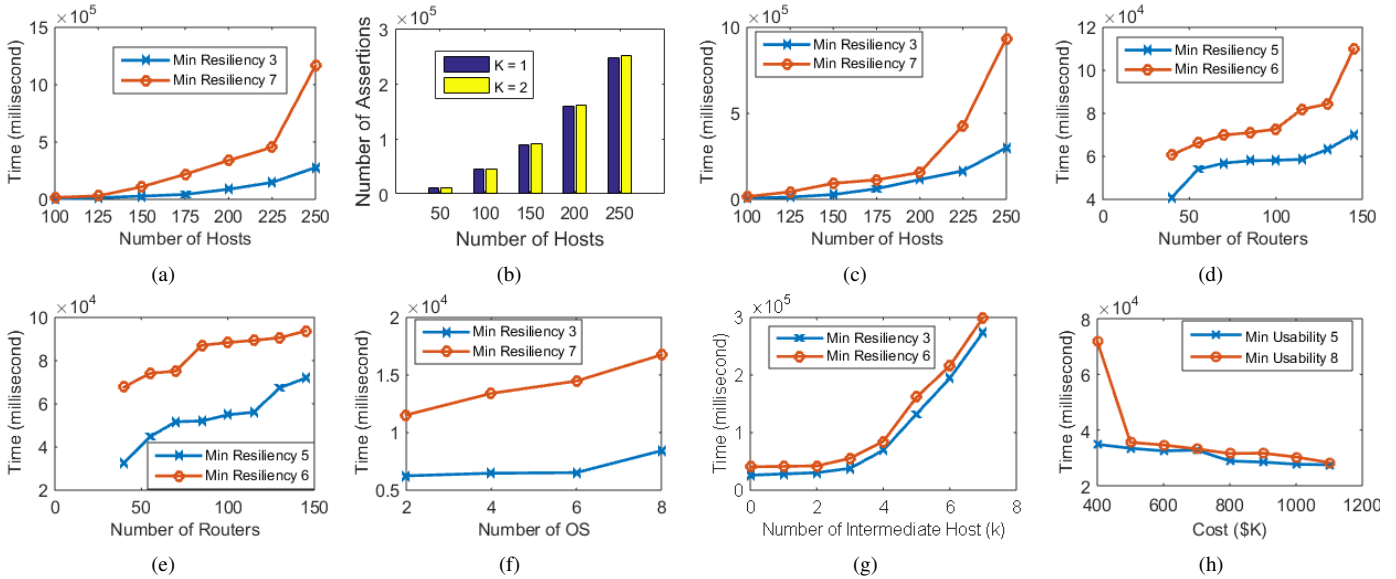 ×10^5
15
10
5
0
Time (millisecond)
Min Resiliency 3
Min Resiliency 7
100 125 150 175 200 225 250
Number of Hosts
(a)
×10^5
3
2
1
0
Number of Assertions
K = 1
K = 2
50 100 150 200 250
Number of Hosts
(b)
×10^5
10
5
0
Time (millisecond)
Min Resiliency 3
Min Resiliency 7
100 125 150 175 200 225 250
Number of Hosts
(c)
×10^4
12
10
8
6
4
Time (millisecond)
Min Resiliency 5
Min Resiliency 6
0 50 100 150
Number of Routers
(d)
×10^4
10
8
6
4
2
Time (millisecond)
Min Resiliency 5
Min Resiliency 6
0 50 100 150
Number of Routers
(e)
×10^4
2
1.5
1
0.5
Time (millisecond)
Min Resiliency 3
Min Resiliency 7
2 4 6 8
Number of OS
(f)
×10^5
3
2
1
0
Time (millisecond)
Min Resiliency 3
Min Resiliency 6
0 2 4 6 8
Number of Intermediate Host (k)
(g)
×10^4
8
6
4
2
Time (millisecond)
Min Usability 5
Min Usability 8
400 600 800 1000 1200
Cost ($K)
(h)